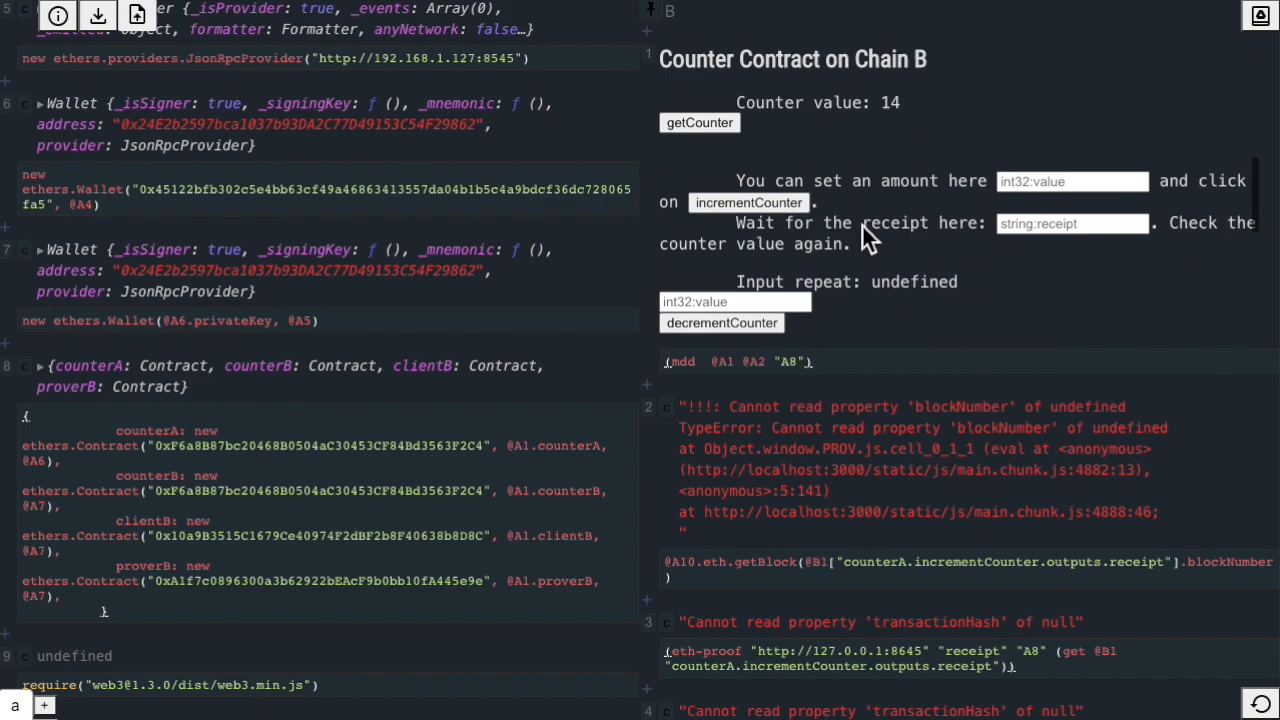 5 c Provider {_isProvider: true, _events: Array(0),
_emitted: Object, formatter: Formatter, anyNetwork: false…}
new ethers.providers.JsonRpcProvider("http://192.168.1.127:8545")
+
6 c ▶Wallet {_isSigner: true, _signingKey: ƒ (), _mnemonic: ƒ (),
address: "0x24E2b2597bca1037b93DA2C77D49153C54F29862",
provider: JsonRpcProvider}
new
ethers.Wallet("0x45122bfb302c5e4bb63cf49a40863413557da04b1b5c4a9bdcf36dc728065
fa5", @A4)
+
7 c ▶Wallet {_isSigner: true, _signingKey: ƒ (), _mnemonic: ƒ (),
address: "0x24E2b2597bca1037b93DA2C77D49153C54F29862",
provider: JsonRpcProvider}
new ethers.Wallet(@A6.privateKey, @A5)
+
8 c ▶{counterA: Contract, counterB: Contract, clientB: Contract,
proverB: Contract}
{
counterA: new
ethers.Contract("0xF6a8B87bc20468B0504aC30453CF84Bd3563F2C4", @A1.counterA,
@A6),
counterB: new
ethers.Contract("0xF6a8B87bc20468B0504aC30453CF84Bd3563F2C4", @A1.counterB,
@A7),
clientB: new
ethers.Contract("0x10a9B3515C1679Ce40974F2dBF2b8F40638b8D8C", @A1.clientB,
@A7),
proverB: new
ethers.Contract("0xA1f7c0896300a3b62922bEAcF9b0bb10fA445e9e", @A1.proverB,
@A7),
}
+
9 c undefined
require("web3@1.3.0/dist/web3.min.js")
a +
B
+
1
Counter Contract on Chain B
Counter value: 14
getCounter
You can set an amount here int32:value and click
on incrementCounter.
Wait for the receipt here: string:receipt. Check the
counter value again.
Input repeat: undefined
int32:value
decrementCounter
(mdd @A1 @A2 "A8")
+
2 c "!!!: Cannot read property 'blockNumber' of undefined
TypeError: Cannot read property 'blockNumber' of undefined
at Object.window.PROV.js.cell_0_1_1 (eval at <anonymous>
(http://localhost:3000/static/js/main.chunk.js:4882:13),
<anonymous>:5:141)
at http://localhost:3000/static/js/main.chunk.js:4888:46;
"
@A10.eth.getBlock(@B1["counterA.incrementCounter.outputs.receipt"].blockNumber
)
+
3 c "Cannot read property 'transactionHash' of null"
(eth-proof "http://127.0.0.1:8645" "receipt" "A8" (get @B1
"counterA.incrementCounter.outputs.receipt"))
+
4 c "Cannot read property 'transactionHash' of null"